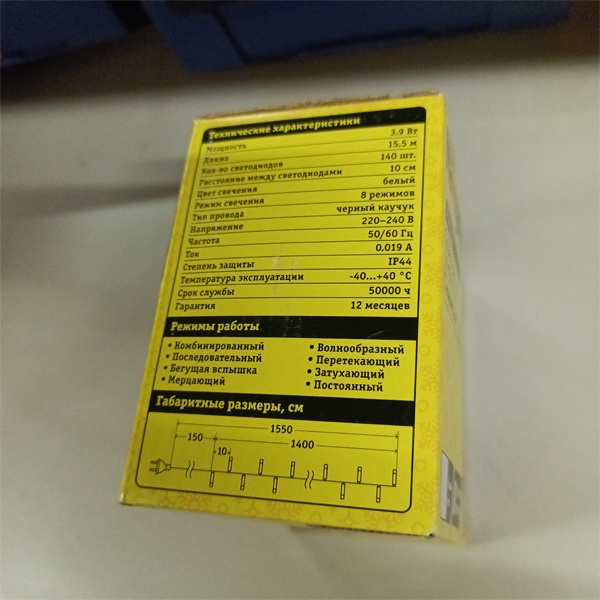 Технические характеристики
Мощность 3,9 Вт
Длина 15,5 м
Кол-во светодиодов 140 шт.
Расстояние между светодиодами 10 см
Цвет свечения белый
Режим свечения 8 режимов
Тип провода черный каучук
Напряжение 220–240 В
Частота 50/60 Гц
Ток 0,019 А
Степень защиты IP44
Температура эксплуатации -40...+40 °C
Срок службы 50000 ч
Гарантия 12 месяцев
Режимы работы
• Комбинированный • Волнообразный
• Последовательный • Перетекающий
• Бегущая вспышка • Затухающий
• Мерцающий • Постоянный
Габаритные размеры, см
1550
150 1400
10